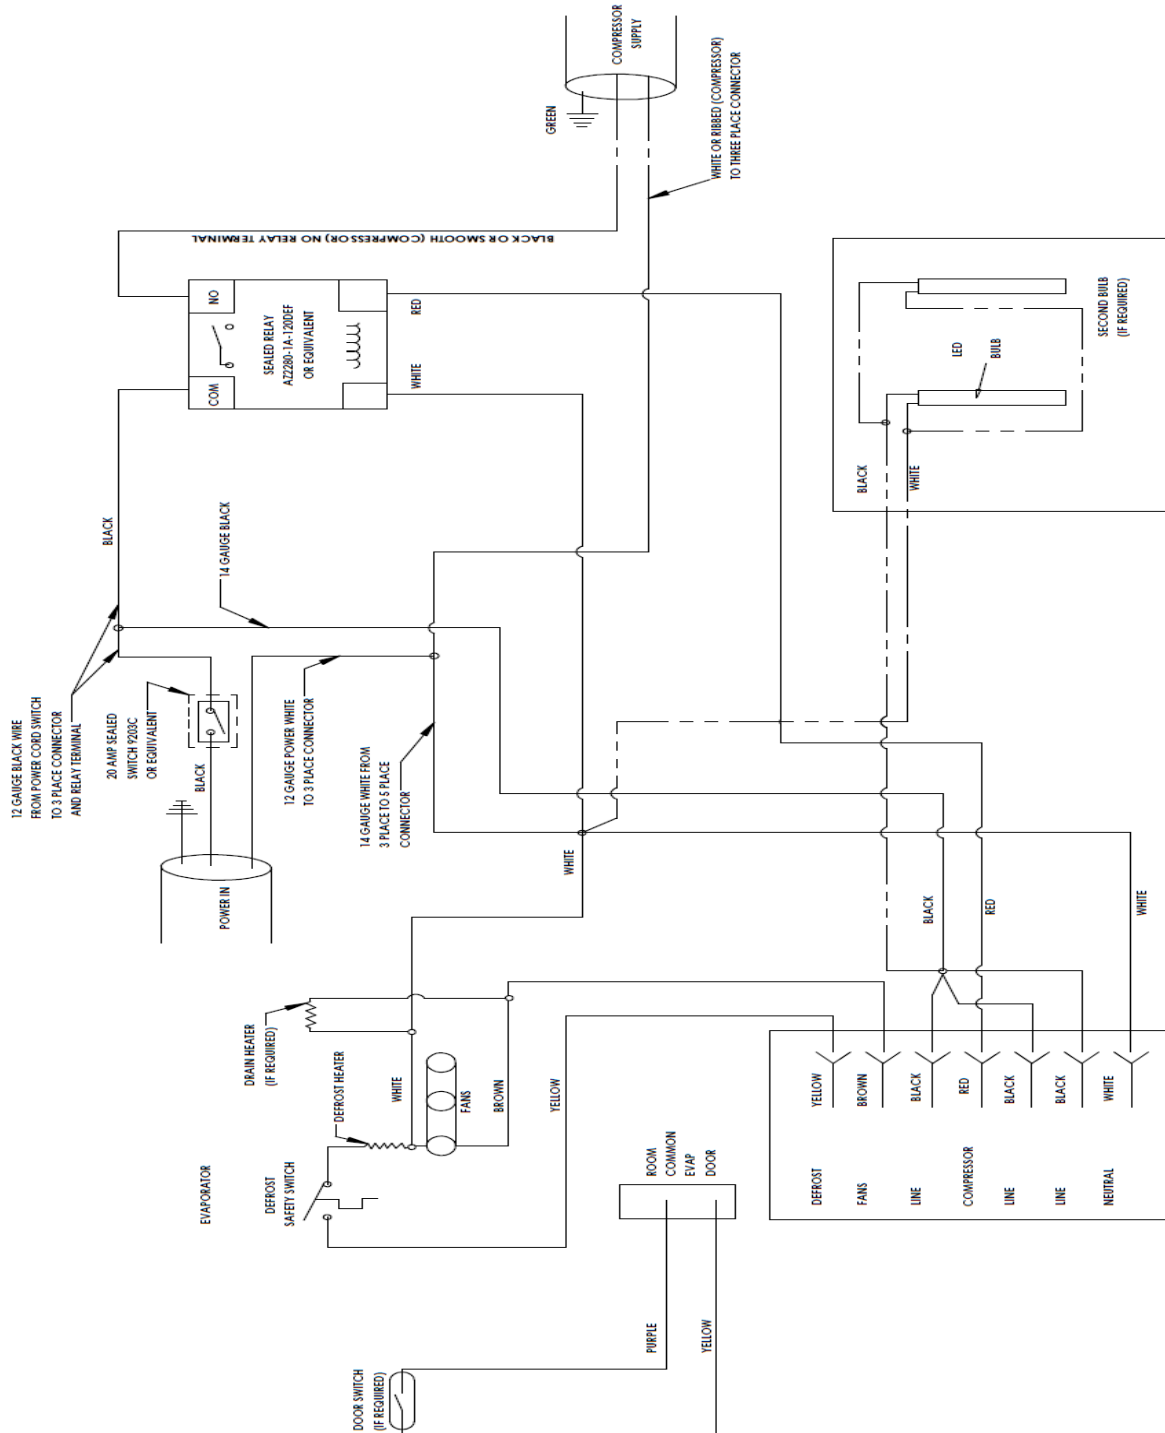 12 GAUGE BLACK WIRE
FROM POWER CORD SWITCH
TO 3 PLACE CONNECTOR
AND RELAY TERMINAL
20 AMP SEALED
SWITCH 9203C
OR EQUIVALENT
BLACK
BLACK
POWER IN
14 GAUGE BLACK
12 GAUGE POWER WHITE
TO 3 PLACE CONNECTOR
14 GAUGE WHITE FROM
3 PLACE TO 5 PLACE
CONNECTOR
COM
NO
SEALED RELAY
AZ2280-1A-120DEF
OR EQUIVALENT
WHITE
RED
BLACK OR SMOOTH (COMPRESSOR) NO RELAY TERMINAL
GREEN
COMPRESSOR
SUPPLY
WHITE OR RIBBED (COMPRESSOR)
TO THREE PLACE CONNECTOR
BLACK
WHITE
LED
BULB
SECOND BULB
(IF REQUIRED)
WHITE
BLACK
RED
WHITE
EVAPORATOR
DRAIN HEATER
(IF REQUIRED)
DEFROST
SAFETY SWITCH
DEFROST HEATER
WHITE
FANS
BROWN
YELLOW
DOOR SWITCH
(IF REQUIRED)
PURPLE
YELLOW
ROOM
COMMON
EVAP
DOOR
DEFROST YELLOW
FANS BROWN
LINE BLACK
COMPRESSOR RED
LINE BLACK
LINE BLACK
NEUTRAL WHITE